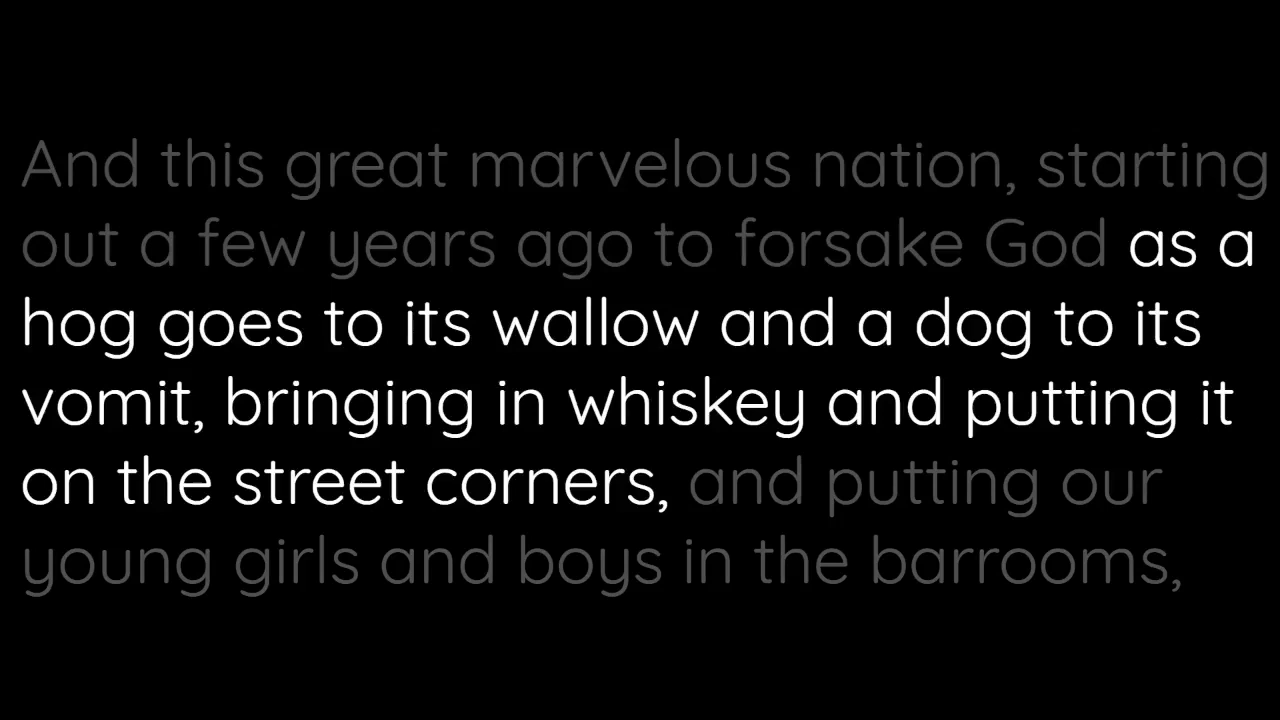 And this great marvelous nation, starting
out a few years ago to forsake God as a
hog goes to its wallow and a dog to its
vomit, bringing in whiskey and putting it
on the street corners, and putting our
young girls and boys in the barrooms,